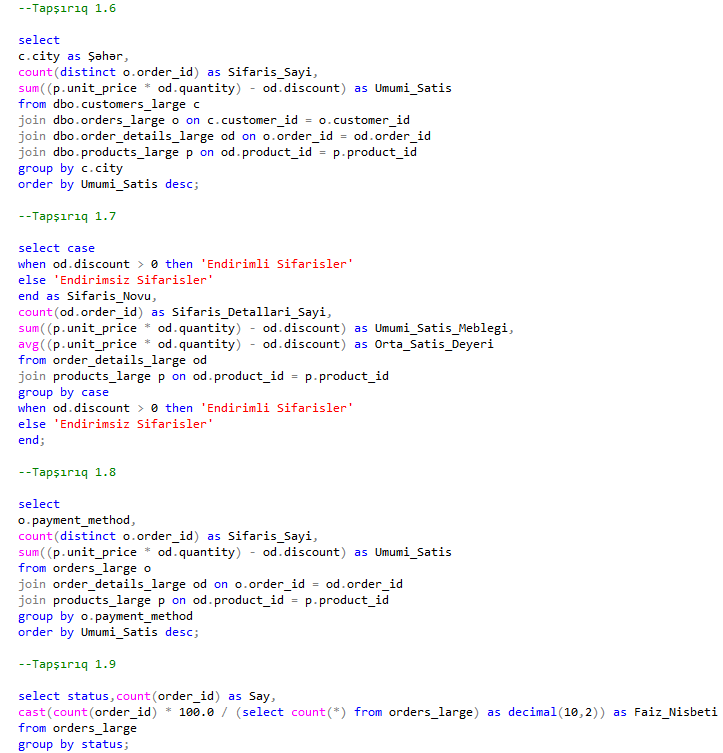 --Tapşırıq 1.6
select
c.city as Şəhər,
count(distinct o.order_id) as Sifaris_Sayi,
sum((p.unit_price * od.quantity) - od.discount) as Umumi_Satis
from dbo.customers_large c
join dbo.orders_large o on c.customer_id = o.customer_id
join dbo.order_details_large od on o.order_id = od.order_id
join dbo.products_large p on od.product_id = p.product_id
group by c.city
order by Umumi_Satis desc;
--Tapşırıq 1.7
select case
when od.discount > 0 then 'Endirimli Sifarisler'
else 'Endirimsiz Sifarisler'
end as Sifaris_Novu,
count(od.order_id) as Sifaris_Detallari_Sayi,
sum((p.unit_price * od.quantity) - od.discount) as Umumi_Satis_Meblegi,
avg((p.unit_price * od.quantity) - od.discount) as Orta_Satis_Deyeri
from order_details_large od
join products_large p on od.product_id = p.product_id
group by case
when od.discount > 0 then 'Endirimli Sifarisler'
else 'Endirimsiz Sifarisler'
end;
--Tapşırıq 1.8
select
o.payment_method,
count(distinct o.order_id) as Sifaris_Sayi,
sum((p.unit_price * od.quantity) - od.discount) as Umumi_Satis
from orders_large o
join order_details_large od on o.order_id = od.order_id
join products_large p on od.product_id = p.product_id
group by o.payment_method
order by Umumi_Satis desc;
--Tapşırıq 1.9
select status,count(order_id) as Say,
cast(count(order_id) * 100.0 / (select count(*) from orders_large) as decimal(10,2)) as Faiz_Nisbeti
from orders_large
group by status;